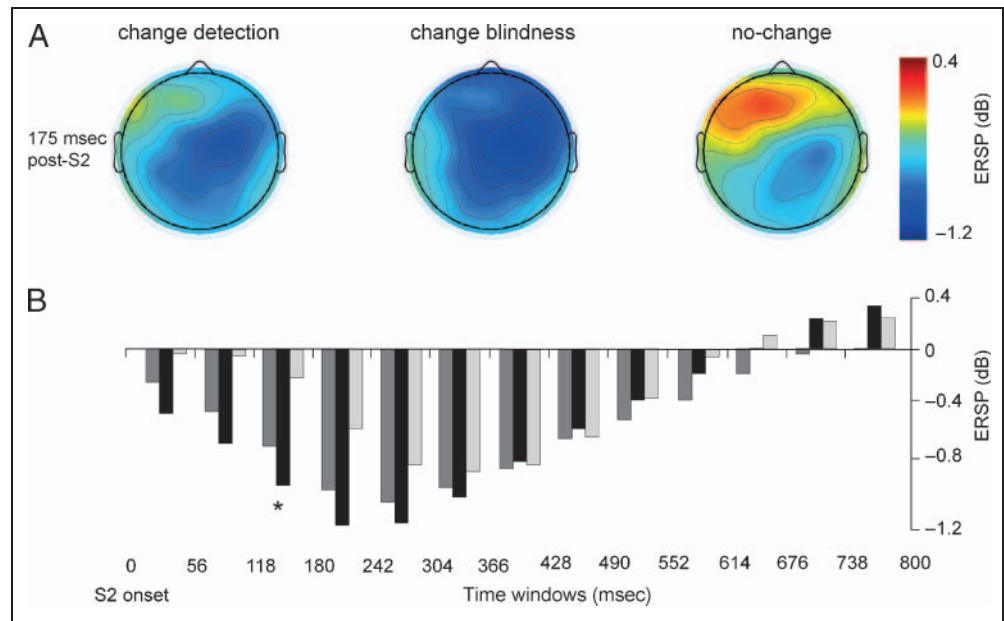 A
change detection change blindness no-change
0.4
175 msec
post-S2
ERSP (dB)
−1.2
B
0.4
0
−0.4
−0.8
−1.2
ERSP (dB)
*
0 56 118 180 242 304 366 428 490 552 614 676 738 800
S2 onset Time windows (msec)